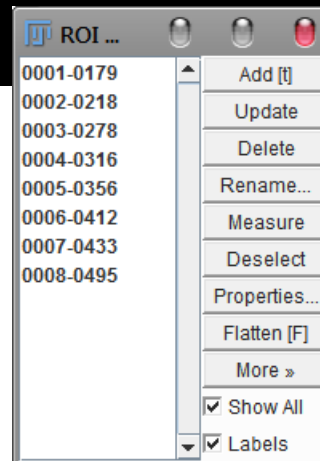 ROI ...
0001-0179
0002-0218
0003-0278
0004-0316
0005-0356
0006-0412
0007-0433
0008-0495
Add [t]
Update
Delete
Rename...
Measure
Deselect
Properties...
Flatten [F]
More »
Show All
Labels